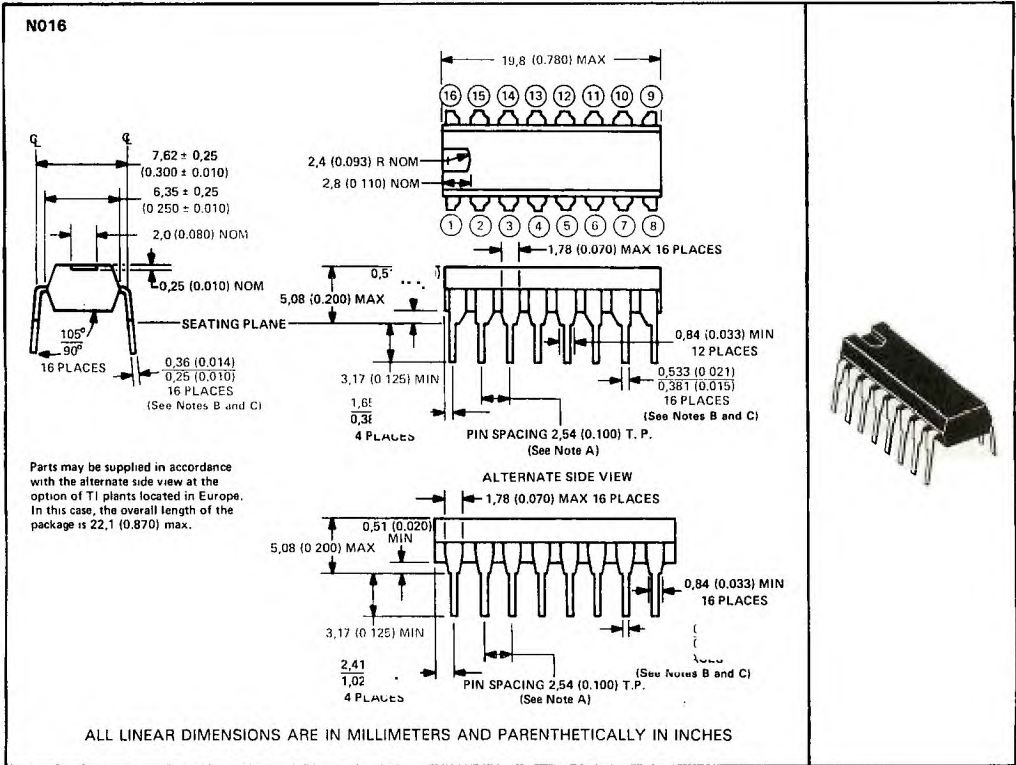 N016
19,8 (0.780) MAX
16 15 14 13 12 11 10 9
℄ ℄
7,62 ± 0,25
(0.300 ± 0.010)
6,35 ± 0,25
(0 250 ± 0.010)
2,0 (0.080) NOM
0,25 (0.010) NOM
SEATING PLANE
105°
90°
16 PLACES
0,36 (0.014)
0,25 (0.010)
16 PLACES
(See Notes B and C)
2,4 (0.093) R NOM
2,8 (0 110) NOM
1 2 3 4 5 6 7 8
1,78 (0.070) MAX 16 PLACES
5,08 (0.200) MAX
0,84 (0.033) MIN
12 PLACES
3,17 (0 125) MIN
0,533 (0 021)
0,381 (0.015)
16 PLACES
(See Notes B and C)
4 PLACES
PIN SPACING 2,54 (0.100) T. P.
(See Note A)
Parts may be supplied in accordance
with the alternate side view at the
option of TI plants located in Europe.
In this case, the overall length of the
package is 22,1 (0.870) max.
ALTERNATE SIDE VIEW
1,78 (0.070) MAX 16 PLACES
0,51 (0.020)
MIN
5,08 (0 200) MAX
0,84 (0.033) MIN
16 PLACES
3,17 (0 125) MIN
2,41
1,02
4 PLACES
PIN SPACING 2,54 (0.100) T.P.
(See Note A)
(See Notes B and C)
ALL LINEAR DIMENSIONS ARE IN MILLIMETERS AND PARENTHETICALLY IN INCHES